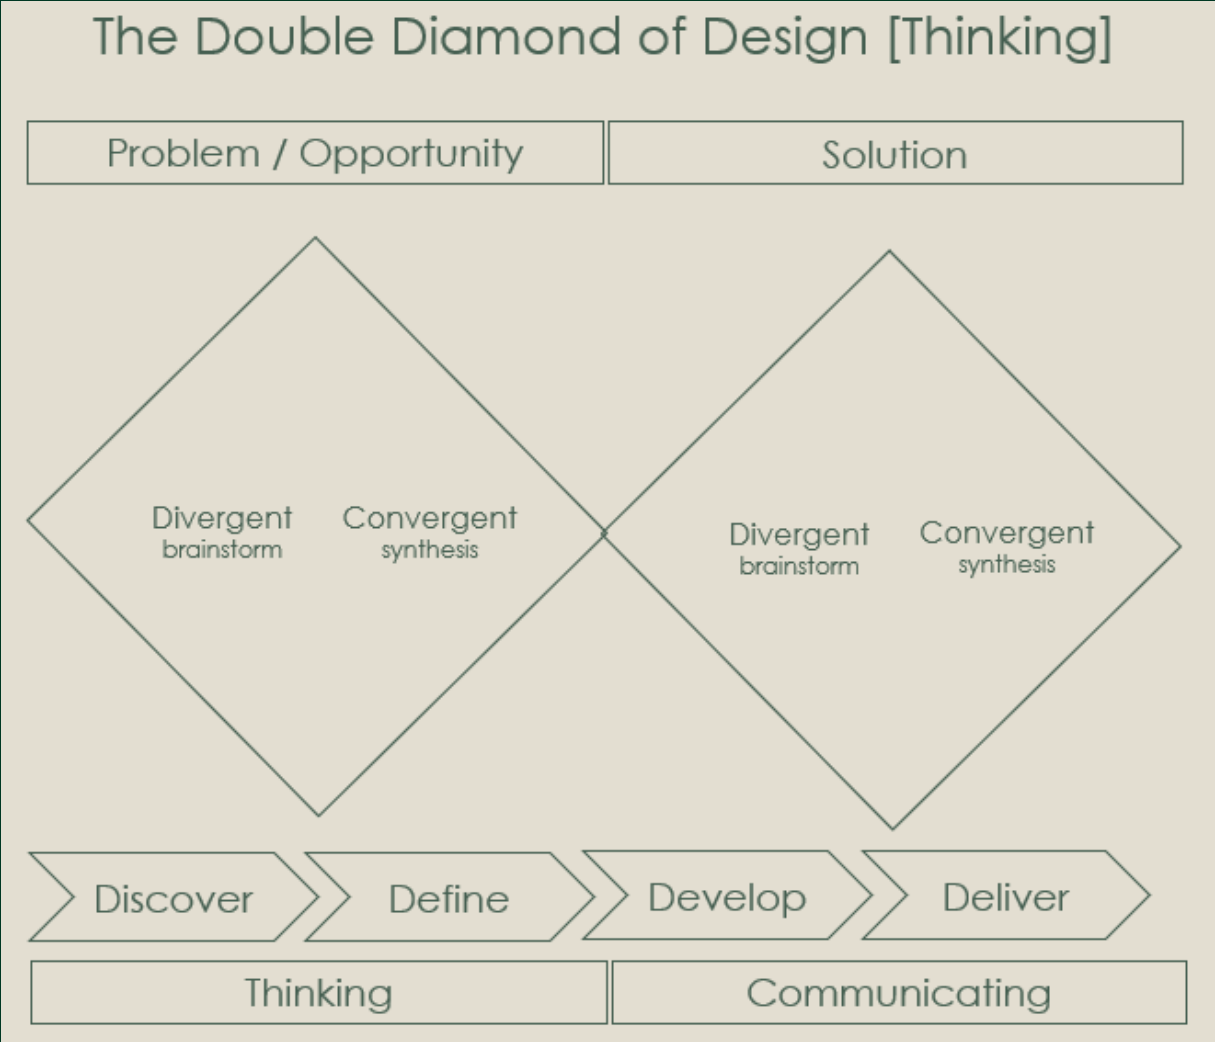 The Double Diamond of Design [Thinking]
Problem / Opportunity
Solution
Divergent
brainstorm
Convergent
synthesis
Divergent
brainstorm
Convergent
synthesis
Discover
Define
Develop
Deliver
Thinking
Communicating